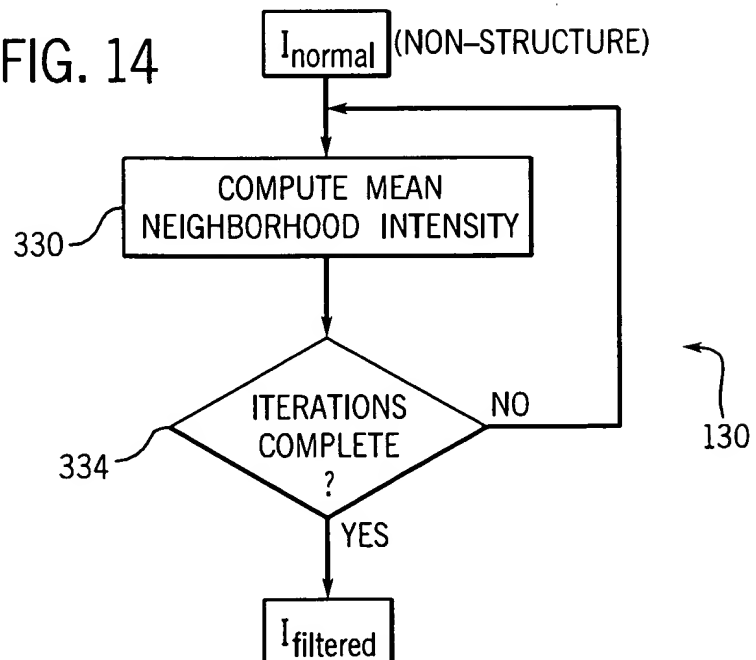 FIG. 14
I_normal (NON–STRUCTURE)
COMPUTE MEAN
NEIGHBORHOOD INTENSITY
330
ITERATIONS
COMPLETE
?
NO
334
130
YES
I_filtered